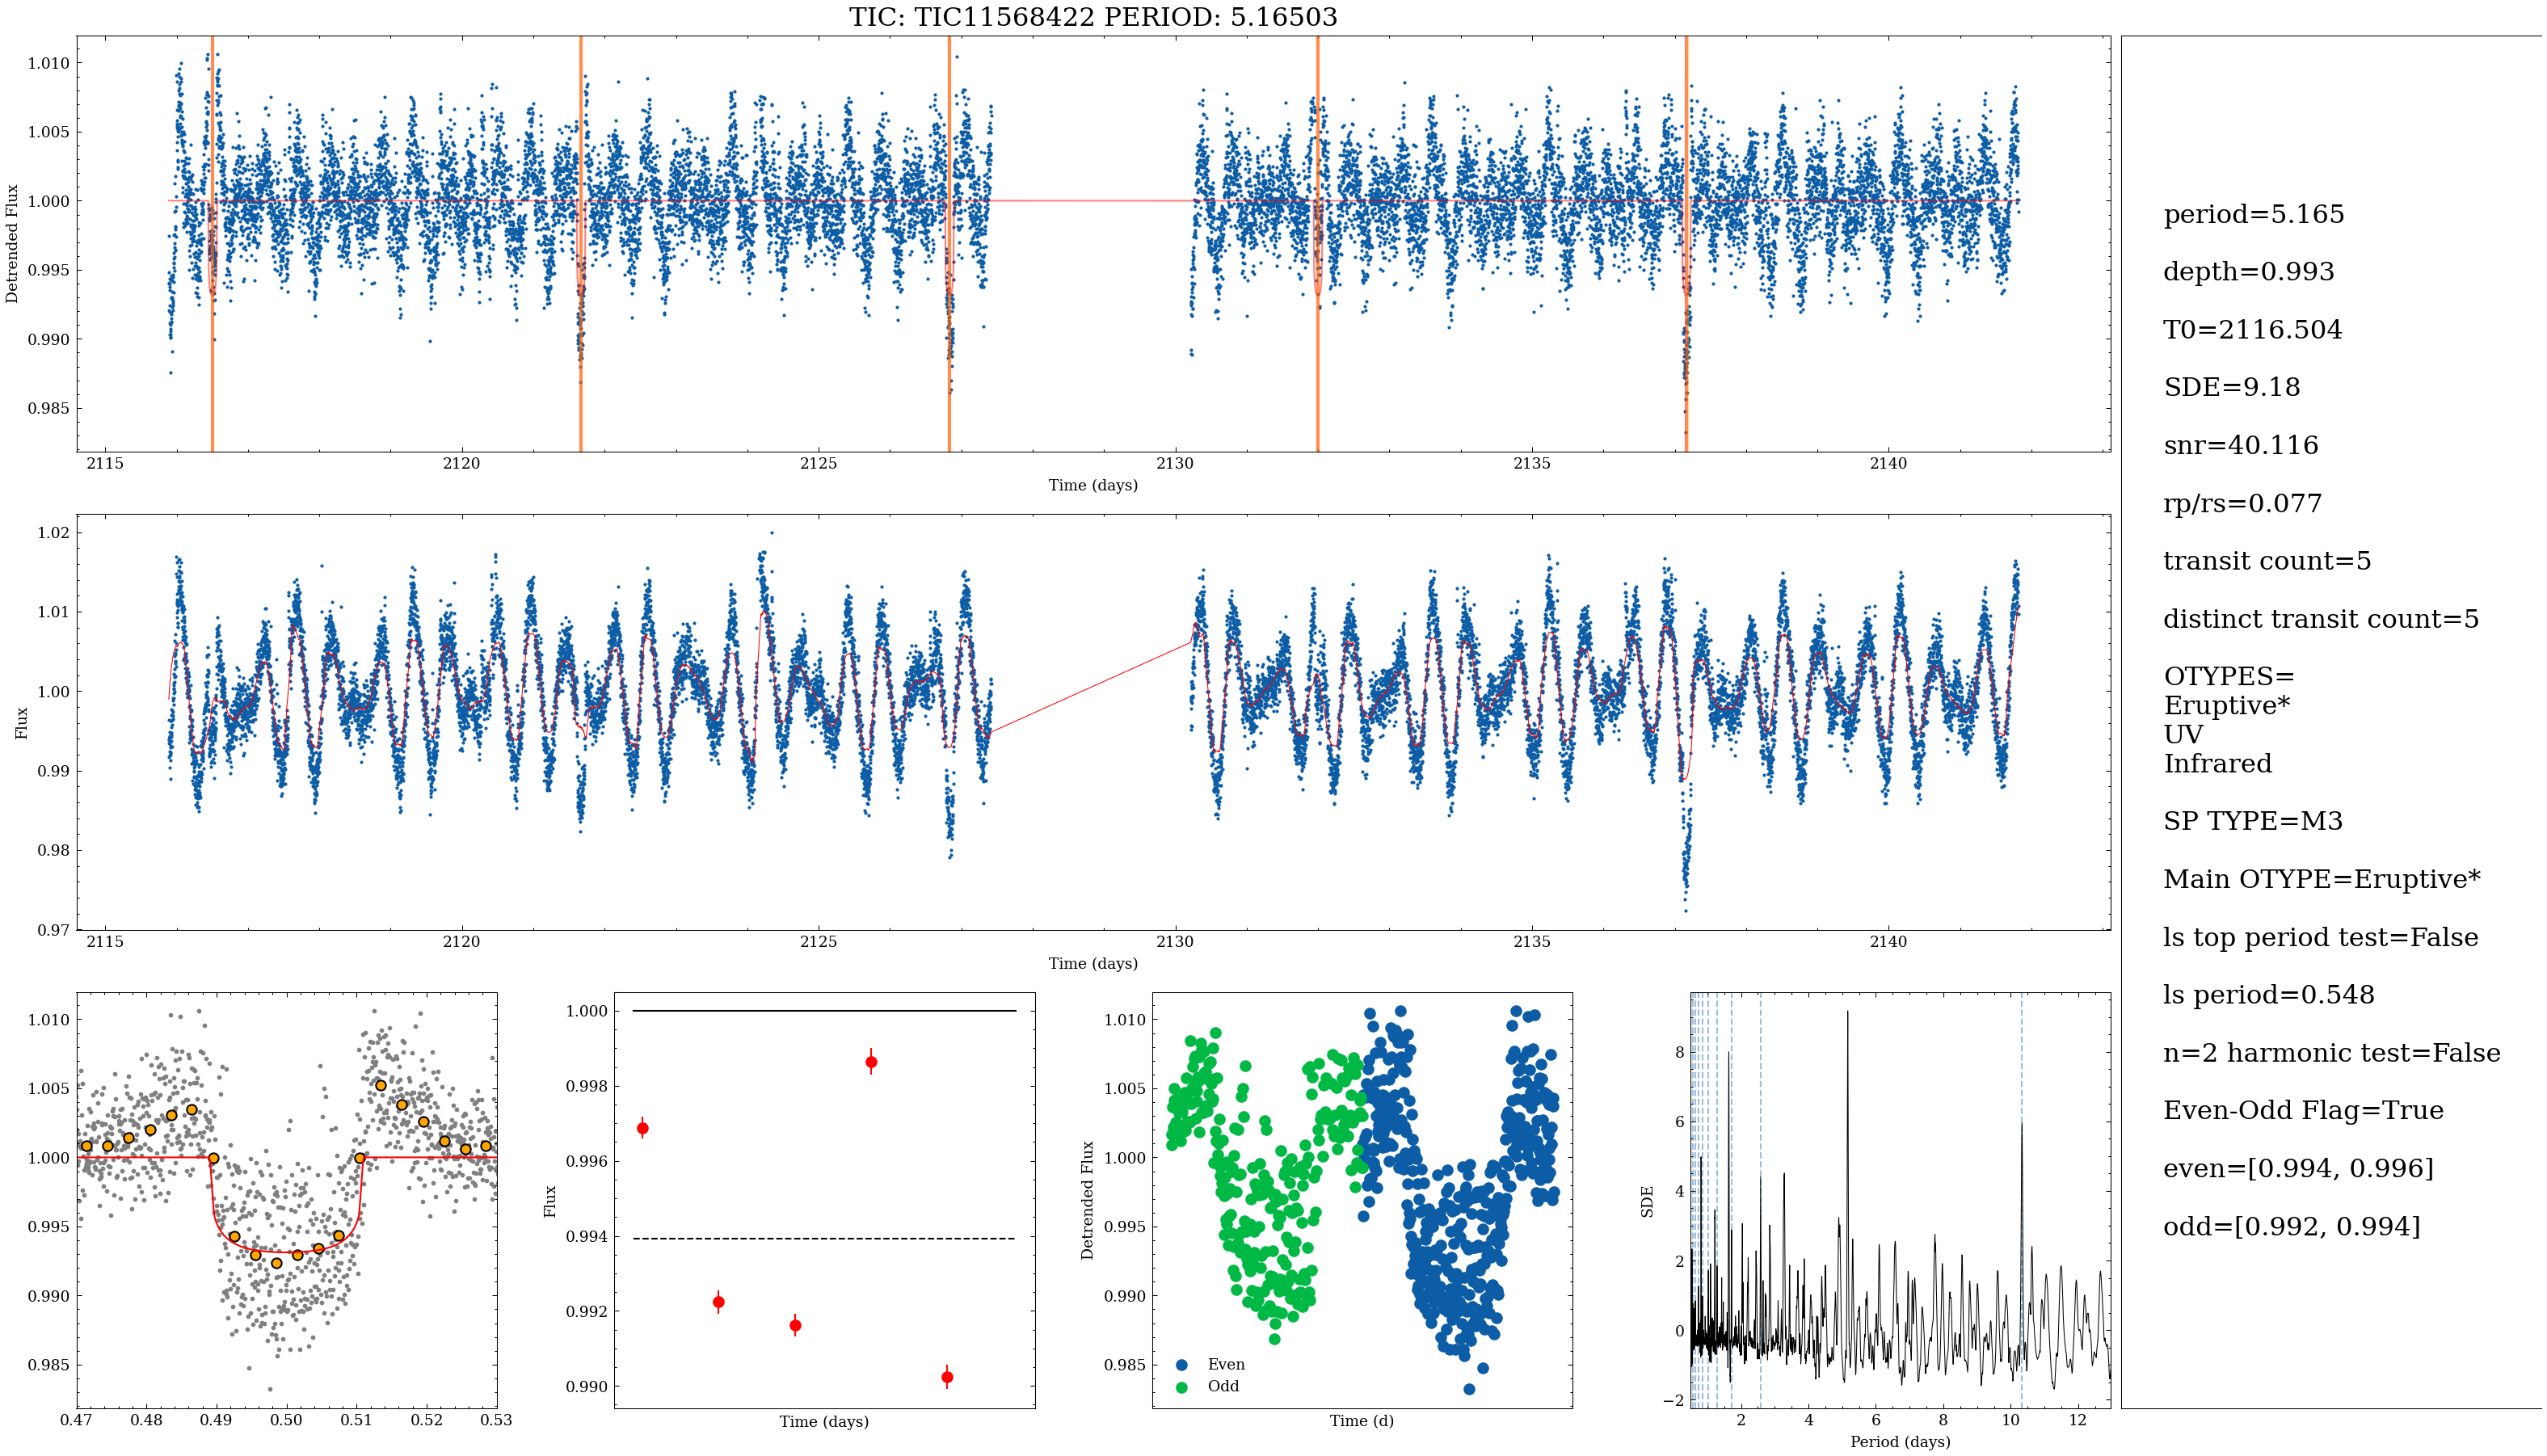 TIC: TIC11568422 PERIOD: 5.16503
1.010
1.005
1.000
0.995
0.990
0.985
Detrended Flux
2115
2120
2125
2130
2135
2140
Time (days)
1.02
1.01
1.00
0.99
0.98
0.97
Flux
2115
2120
2125
2130
2135
2140
Time (days)
1.010
1.005
1.000
0.995
0.990
0.985
0.47
0.48
0.49
0.50
0.51
0.52
0.53
1.000
0.998
0.996
0.994
0.992
0.990
Flux
Time (days)
1.010
1.005
1.000
0.995
0.990
0.985
Detrended Flux
Even
Odd
Time (d)
8
6
4
2
0
−2
SDE
2
4
6
8
10
12
Period (days)
period=5.165
depth=0.993
T0=2116.504
SDE=9.18
snr=40.116
rp/rs=0.077
transit count=5
distinct transit count=5
OTYPES=
Eruptive*
UV
Infrared
SP TYPE=M3
Main OTYPE=Eruptive*
ls top period test=False
ls period=0.548
n=2 harmonic test=False
Even-Odd Flag=True
even=[0.994, 0.996]
odd=[0.992, 0.994]